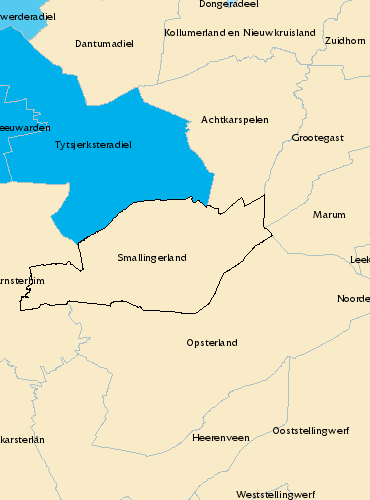 Dongeradeel
werderadiel
Kollumerland en Nieuwkruisland
Dantumadiel
Zuidhorn
Achtkarspelen
eeuwarden
Grootegast
Tytsjerksteradiel
Marum
Smallingerland
Leek
arnsterhim
Noorde
Opsterland
Ooststellingwerf
Heerenveen
karsterlân
Weststellingwerf